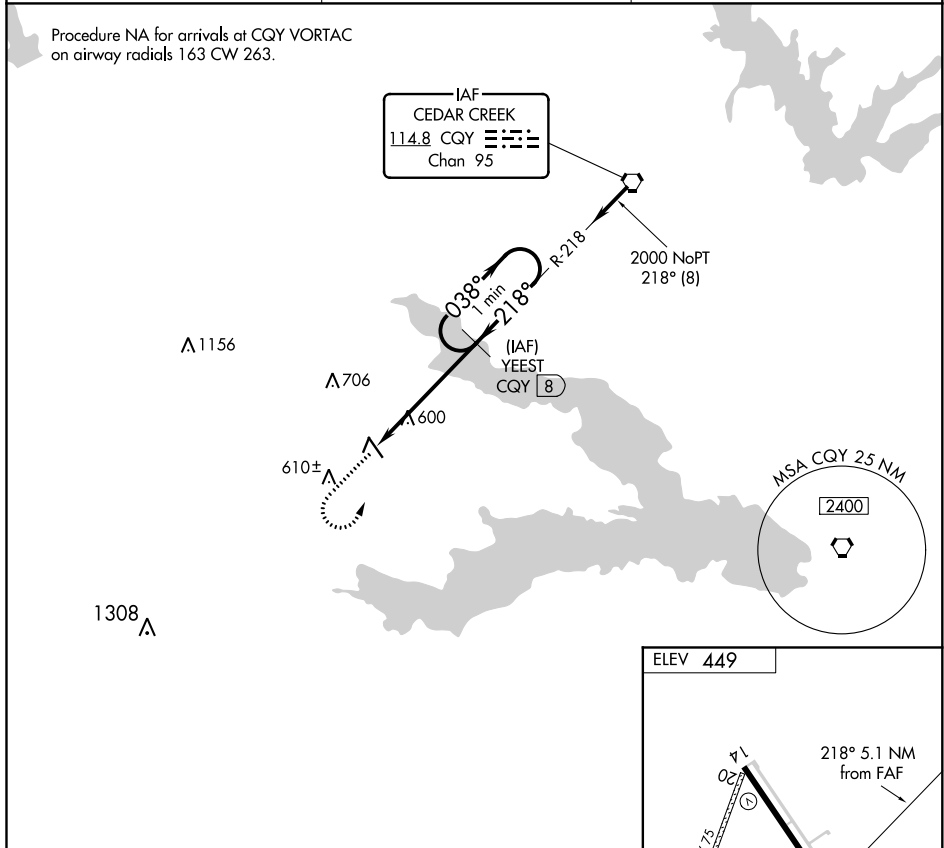 Procedure NA for arrivals at CQY VORTAC
on airway radials 163 CW 263.
IAF
CEDAR CREEK
114.8 CQY
Chan 95
R-218
2000 NoPT
218° (8)
038°
1 min
218°
(IAF)
YEEST
CQY 8
1156
706
600
610±
MSA CQY 25 NM
2400
1308
ELEV 449
218° 5.1 NM
from FAF
14
20
V
75